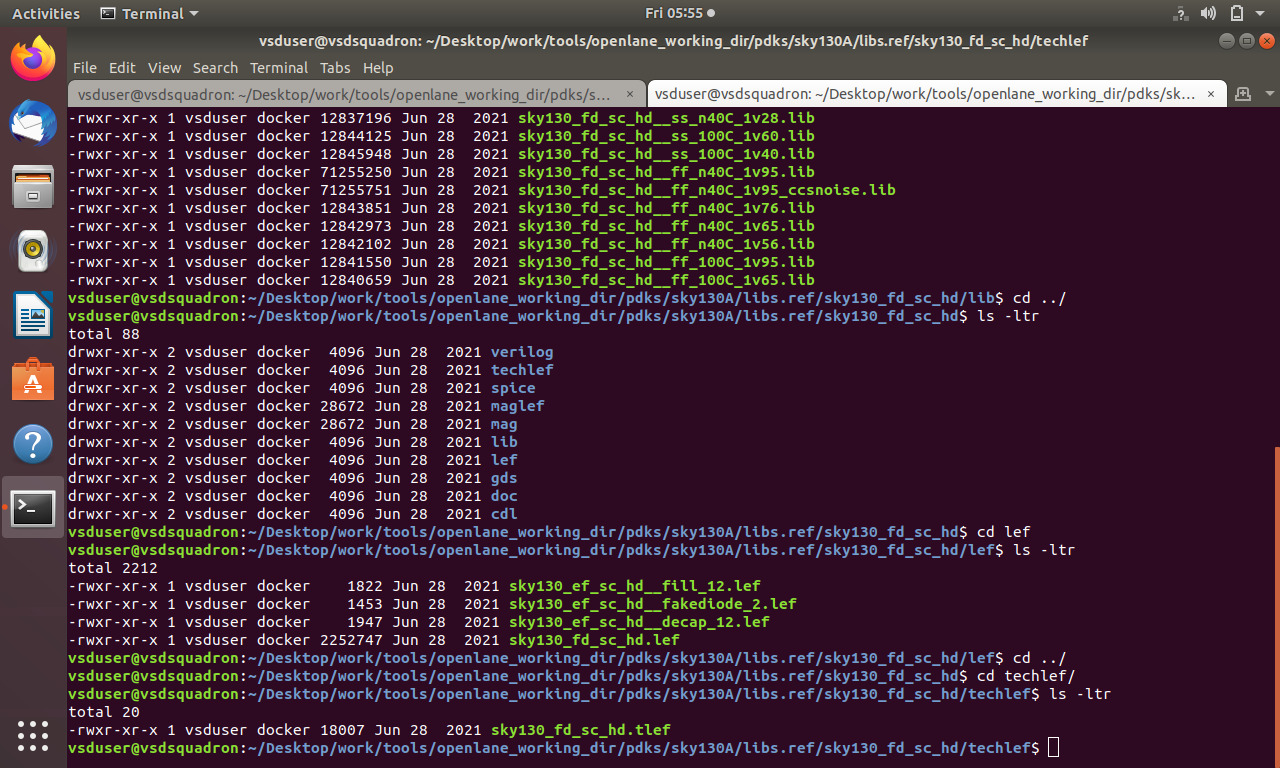 Activities Terminal Fri 05:55
vsduser@vsdsquadron: ~/Desktop/work/tools/openlane_working_dir/pdks/sky130A/libs.ref/sky130_fd_sc_hd/techlef
File Edit View Search Terminal Tabs Help
vsduser@vsdsquadron: ~/Desktop/work/tools/openlane_working_dir/pdks/s… × vsduser@vsdsquadron: ~/Desktop/work/tools/openlane_working_dir/pdks/sk… ×
-rwxr-xr-x 1 vsduser docker 12837196 Jun 28  2021 sky130_fd_sc_hd__ss_n40C_1v28.lib
-rwxr-xr-x 1 vsduser docker 12844125 Jun 28  2021 sky130_fd_sc_hd__ss_100C_1v60.lib
-rwxr-xr-x 1 vsduser docker 12845948 Jun 28  2021 sky130_fd_sc_hd__ss_100C_1v40.lib
-rwxr-xr-x 1 vsduser docker 71255250 Jun 28  2021 sky130_fd_sc_hd__ff_n40C_1v95.lib
-rwxr-xr-x 1 vsduser docker 71255751 Jun 28  2021 sky130_fd_sc_hd__ff_n40C_1v95_ccsnoise.lib
-rwxr-xr-x 1 vsduser docker 12843851 Jun 28  2021 sky130_fd_sc_hd__ff_n40C_1v76.lib
-rwxr-xr-x 1 vsduser docker 12842973 Jun 28  2021 sky130_fd_sc_hd__ff_n40C_1v65.lib
-rwxr-xr-x 1 vsduser docker 12842102 Jun 28  2021 sky130_fd_sc_hd__ff_n40C_1v56.lib
-rwxr-xr-x 1 vsduser docker 12841550 Jun 28  2021 sky130_fd_sc_hd__ff_100C_1v95.lib
-rwxr-xr-x 1 vsduser docker 12840659 Jun 28  2021 sky130_fd_sc_hd__ff_100C_1v65.lib
vsduser@vsdsquadron:~/Desktop/work/tools/openlane_working_dir/pdks/sky130A/libs.ref/sky130_fd_sc_hd/lib$ cd ../
vsduser@vsdsquadron:~/Desktop/work/tools/openlane_working_dir/pdks/sky130A/libs.ref/sky130_fd_sc_hd$ ls -ltr
total 88
drwxr-xr-x 2 vsduser docker  4096 Jun 28  2021 verilog
drwxr-xr-x 2 vsduser docker  4096 Jun 28  2021 techlef
drwxr-xr-x 2 vsduser docker  4096 Jun 28  2021 spice
drwxr-xr-x 2 vsduser docker 28672 Jun 28  2021 maglef
drwxr-xr-x 2 vsduser docker 28672 Jun 28  2021 mag
drwxr-xr-x 2 vsduser docker  4096 Jun 28  2021 lib
drwxr-xr-x 2 vsduser docker  4096 Jun 28  2021 lef
drwxr-xr-x 2 vsduser docker  4096 Jun 28  2021 gds
drwxr-xr-x 2 vsduser docker  4096 Jun 28  2021 doc
drwxr-xr-x 2 vsduser docker  4096 Jun 28  2021 cdl
vsduser@vsdsquadron:~/Desktop/work/tools/openlane_working_dir/pdks/sky130A/libs.ref/sky130_fd_sc_hd$ cd lef
vsduser@vsdsquadron:~/Desktop/work/tools/openlane_working_dir/pdks/sky130A/libs.ref/sky130_fd_sc_hd/lef$ ls -ltr
total 2212
-rwxr-xr-x 1 vsduser docker    1822 Jun 28  2021 sky130_ef_sc_hd__fill_12.lef
-rwxr-xr-x 1 vsduser docker    1453 Jun 28  2021 sky130_ef_sc_hd__fakediode_2.lef
-rwxr-xr-x 1 vsduser docker    1947 Jun 28  2021 sky130_ef_sc_hd__decap_12.lef
-rwxr-xr-x 1 vsduser docker 2252747 Jun 28  2021 sky130_fd_sc_hd.lef
vsduser@vsdsquadron:~/Desktop/work/tools/openlane_working_dir/pdks/sky130A/libs.ref/sky130_fd_sc_hd/lef$ cd ../
vsduser@vsdsquadron:~/Desktop/work/tools/openlane_working_dir/pdks/sky130A/libs.ref/sky130_fd_sc_hd$ cd techlef/
vsduser@vsdsquadron:~/Desktop/work/tools/openlane_working_dir/pdks/sky130A/libs.ref/sky130_fd_sc_hd/techlef$ ls -ltr
total 20
-rwxr-xr-x 1 vsduser docker 18007 Jun 28  2021 sky130_fd_sc_hd.tlef
vsduser@vsdsquadron:~/Desktop/work/tools/openlane_working_dir/pdks/sky130A/libs.ref/sky130_fd_sc_hd/techlef$